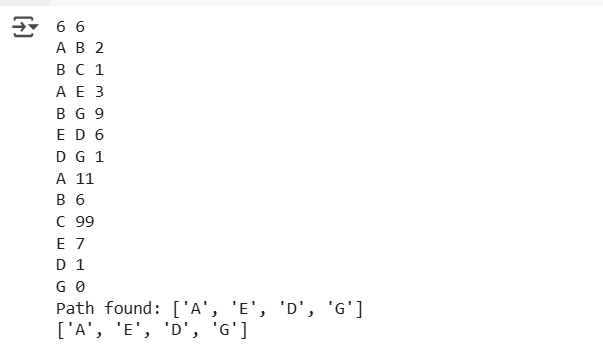 6 6
A B 2
B C 1
A E 3
B G 9
E D 6
D G 1
A 11
B 6
C 99
E 7
D 1
G 0
Path found: ['A', 'E', 'D', 'G']
['A', 'E', 'D', 'G']